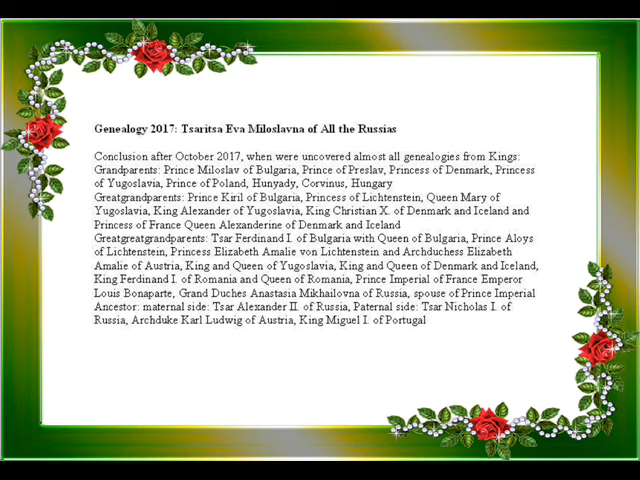 Genealogy 2017: Tsaritsa Eva Miloslavna of All the Russias
Conclusion after October 2017, when were uncovered almost all genealogies from Kings:
Grandparents: Prince Miloslav of Bulgaria, Prince of Preslav, Princess of Denmark, Princess
of Yugoslavia, Prince of Poland, Hunyady, Corvinus, Hungary
Greatgrandparents: Prince Kiril of Bulgaria, Princess of Lichtenstein, Queen Mary of
Yugoslavia, King Alexander of Yugoslavia, King Christian X. of Denmark and Iceland and
Princess of France Queen Alexanderine of Denmark and Iceland
Greatgreatgrandparents: Tsar Ferdinand I. of Bulgaria with Queen of Bulgaria, Prince Aloys
of Lichtenstein, Princess Elizabeth Amalie von Lichtenstein and Archduchess Elizabeth
Amalie of Austria, King and Queen of Yugoslavia, King and Queen of Denmark and Iceland,
King Ferdinand I. of Romania and Queen of Romania, Prince Imperial of France Emperor
Louis Bonaparte, Grand Duches Anastasia Mikhailovna of Russia, spouse of Prince Imperial
Ancestor: maternal side: Tsar Alexander II. of Russia, Paternal side: Tsar Nicholas I. of
Russia, Archduke Karl Ludwig of Austria, King Miguel I. of Portugal